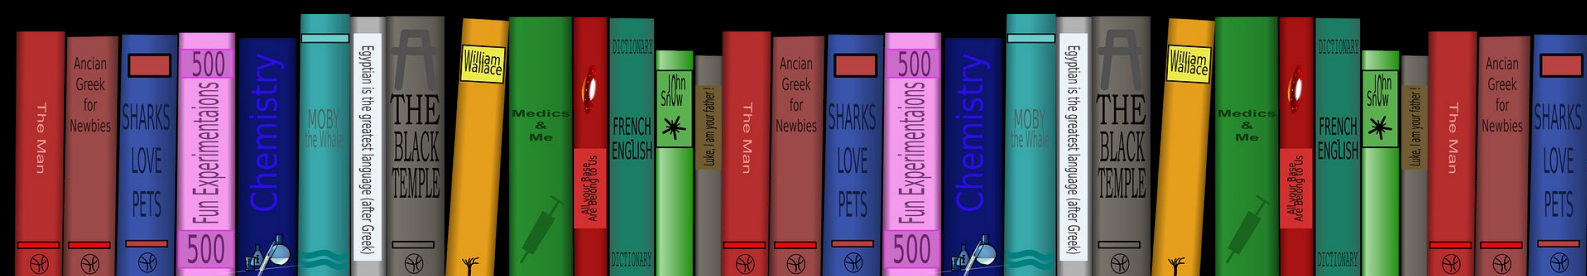 The Man
Ancian
Greek
for
Newbies
SHARKS
LOVE
PETS
500
Fun Experimentations
500
Chemistry
MOBY
the Whale
Egyptian is the greatest language (after Greek)
A
THE
BLACK
TEMPLE
William
Wallace
Medics
&
Me
All your Base
Are Belong to Us
DICTIONARY
FRENCH
ENGLISH
DICTIONARY
JOhn
SnOw
Luke, I am your father !
The Man
Ancian
Greek
for
Newbies
SHARKS
LOVE
PETS
500
Fun Experimentations
500
Chemistry
MOBY
the Whale
Egyptian is the greatest language (after Greek)
A
THE
BLACK
TEMPLE
William
Wallace
Medics
&
Me
All your Base
Are Belong to Us
DICTIONARY
FRENCH
ENGLISH
DICTIONARY
JOhn
SnOw
Luke, I am your father !
The Man
Ancian
Greek
for
Newbies
SHARKS
LOVE
PETS